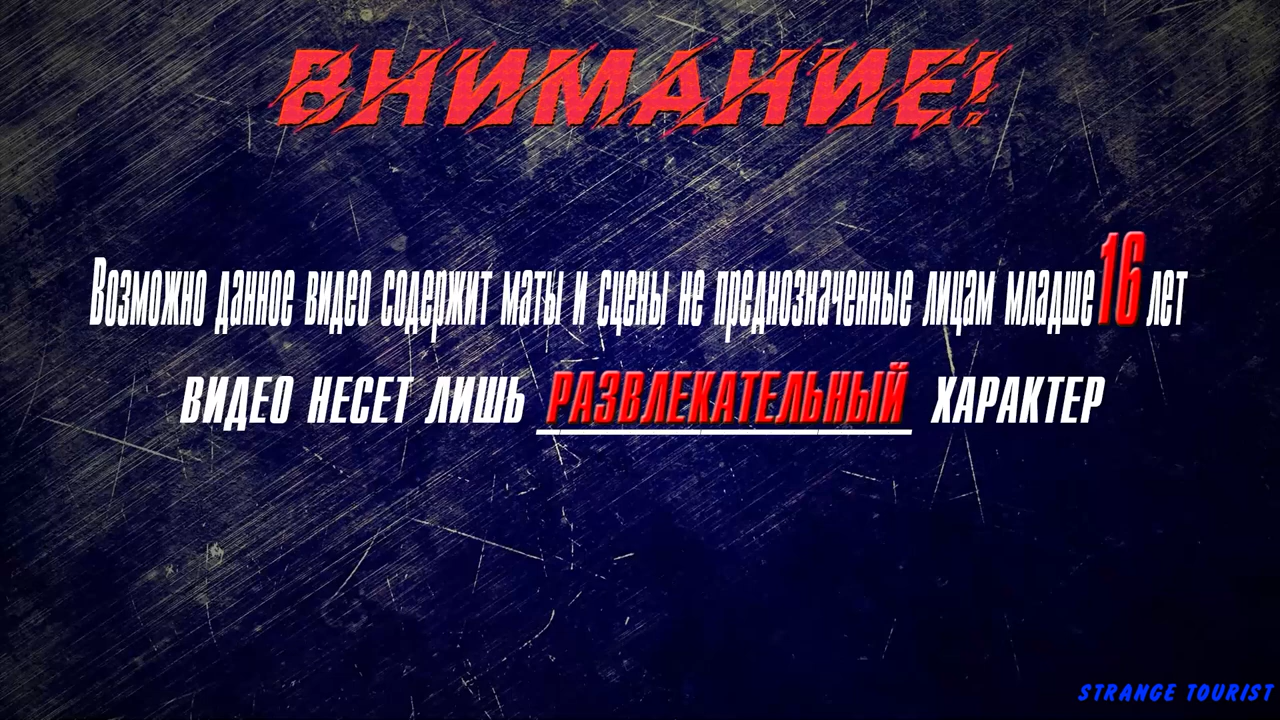 ВНИМАНИЕ!
Возможно данное видео содержит маты и сцены не преднозначенные лицам младше 16 лет
ВИДЕО НЕСЕТ ЛИШЬ РАЗВЛЕКАТЕЛЬНЫЙ ХАРАКТЕР
STRANGE TOURIST